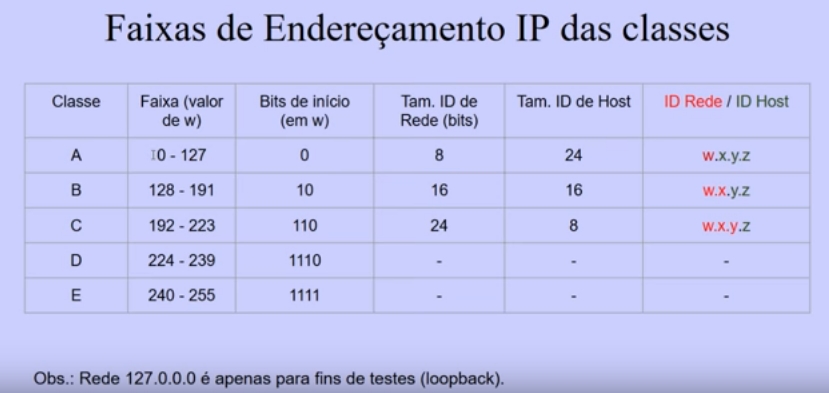 Faixas de Endereçamento IP das classes
Classe Faixa (valor de w) Bits de início (em w) Tam. ID de Rede (bits) Tam. ID de Host ID Rede / ID Host
A 0 - 127 0 8 24 w.x.y.z
B 128 - 191 10 16 16 w.x.y.z
C 192 - 223 110 24 8 w.x.y.z
D 224 - 239 1110 - - -
E 240 - 255 1111 - - -
Obs.: Rede 127.0.0.0 é apenas para fins de testes (loopback).